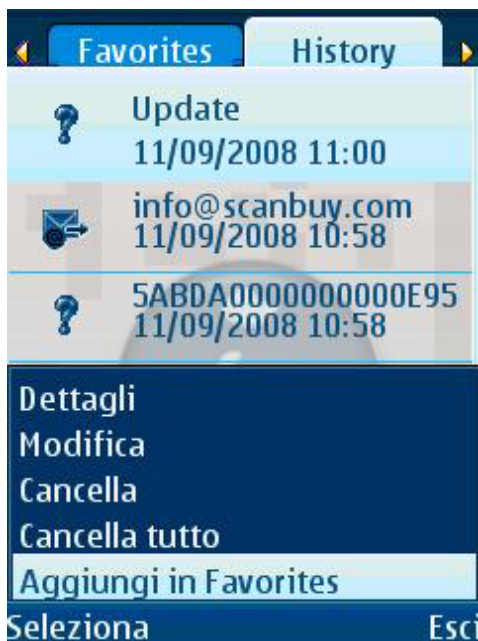 Favorites History
Update
11/09/2008 11:00
info@scanbuy.com
11/09/2008 10:58
5ABDA0000000000E95
11/09/2008 10:58
Dettagli
Modifica
Cancella
Cancella tutto
Aggiungi in Favorites
Seleziona Esci